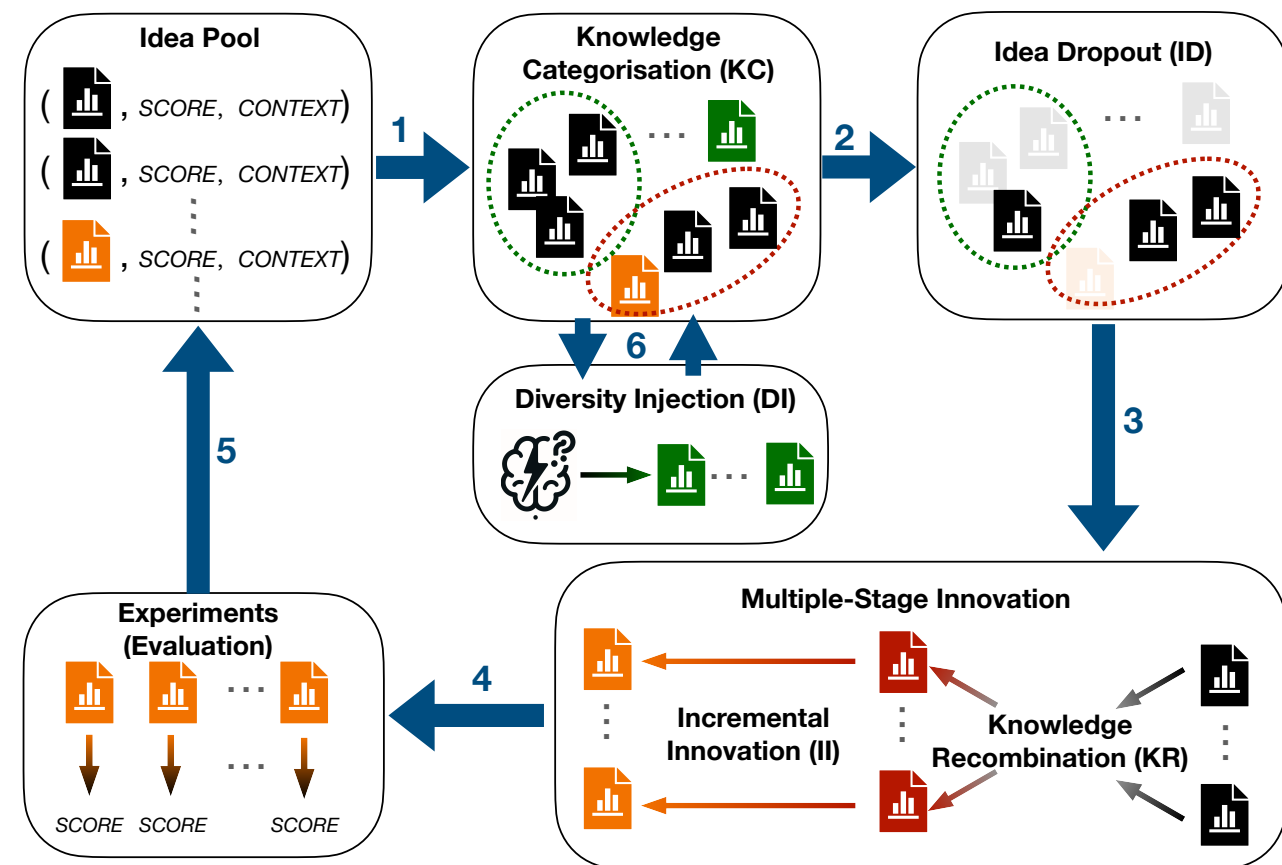 Idea Pool
( , SCORE, CONTEXT)
( , SCORE, CONTEXT)
( , SCORE, CONTEXT)
1
Knowledge
Categorisation (KC)
2
Idea Dropout (ID)
6
Diversity Injection (DI)
3
5
Experiments
(Evaluation)
SCORE SCORE SCORE
4
Multiple-Stage Innovation
Incremental
Innovation (II)
Knowledge
Recombination (KR)